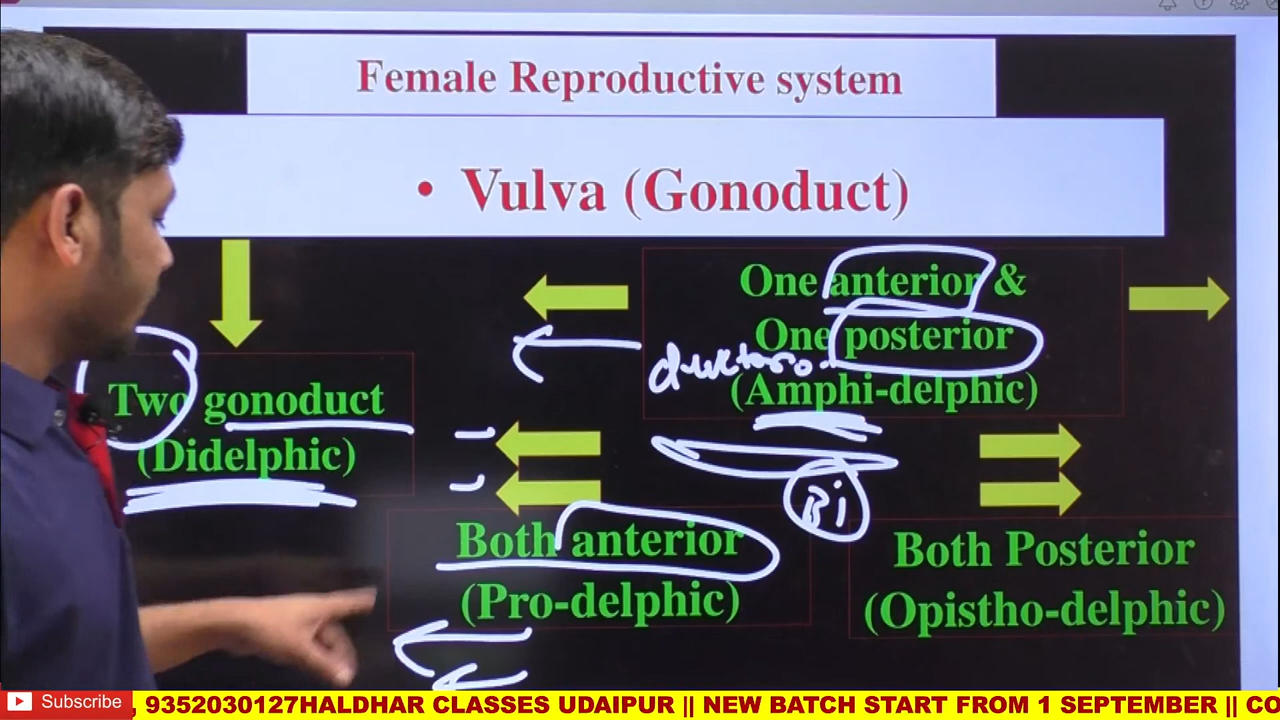 Female Reproductive system
• Vulva (Gonoduct)
One anterior &
One posterior
(Amphi-delphic)
Two gonoduct
(Didelphic)
Bi
Both anterior
(Pro-delphic)
Both Posterior
(Opistho-delphic)
Subscribe
, 9352030127HALDHAR CLASSES UDAIPUR || NEW BATCH START FROM 1 SEPTEMBER || CO